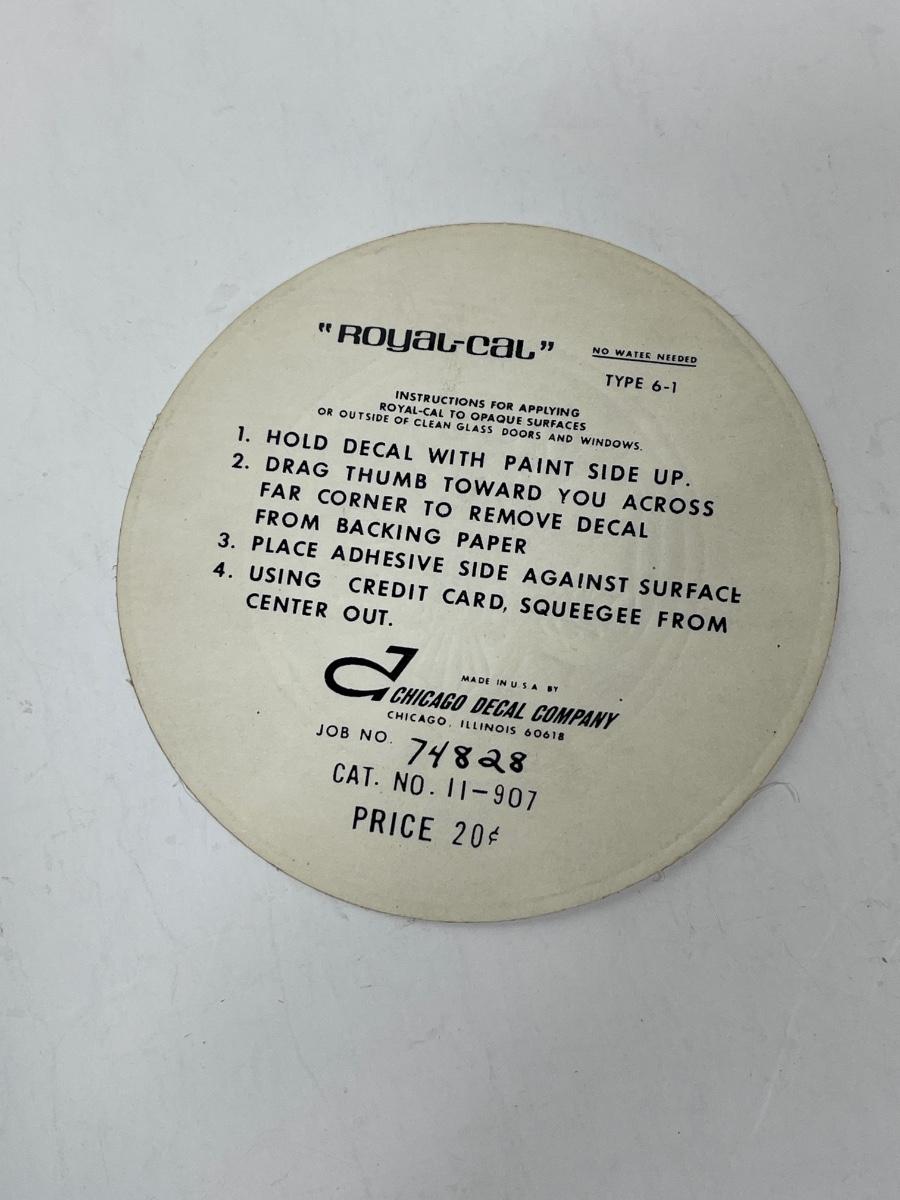 "ROYAL-CAL"
NO WATER NEEDED
TYPE 6-1
INSTRUCTIONS FOR APPLYING
ROYAL-CAL TO OPAQUE SURFACES
OR OUTSIDE OF CLEAN GLASS DOORS AND WINDOWS.
1. HOLD DECAL WITH PAINT SIDE UP.
2. DRAG THUMB TOWARD YOU ACROSS
FAR CORNER TO REMOVE DECAL
FROM BACKING PAPER
3. PLACE ADHESIVE SIDE AGAINST SURFACE
4. USING CREDIT CARD, SQUEEGEE FROM
CENTER OUT.
MADE IN U.S.A. BY
CHICAGO DECAL COMPANY
CHICAGO, ILLINOIS 60618
JOB NO. 74828
CAT. NO. 11-907
PRICE 20¢